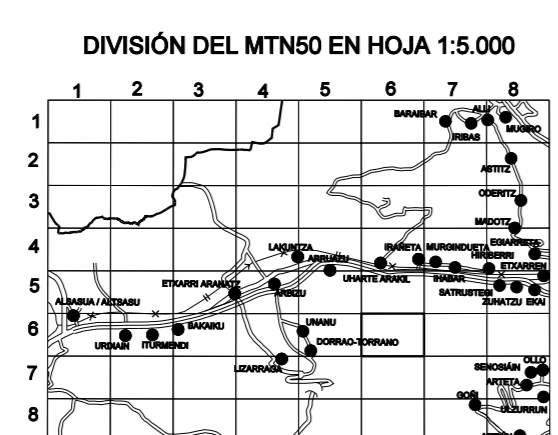 DIVISIÓN DEL MTN50 EN HOJA 1:5.000
1 2 3 4 5 6 7 8
1
BARAIBAR
ALLI
IRIBAS
MUGIRO
2
ASTITZ
3
ODERITZ
MADOTZ
4
LAKUNTZA
IRAÑETA
MURGINDUETA
EGIARRETA
HIRIBERRI
ARRUAZU
ETXARREN
5
ETXARRI ARANATZ
ARBIZU
UHARTE ARAKIL
IHABAR
SATRUSTEGI
ZUHATZU
EKAI
ALSASUA / ALTSASU
6
URDIAIN
ITURMENDI
BAKAIKU
UNANU
DORRAO-TORRANO
7
LIZARRAGA
SENOSIÁIN
OLLO
ARTETA
8
GOÑI
ULZURRUN